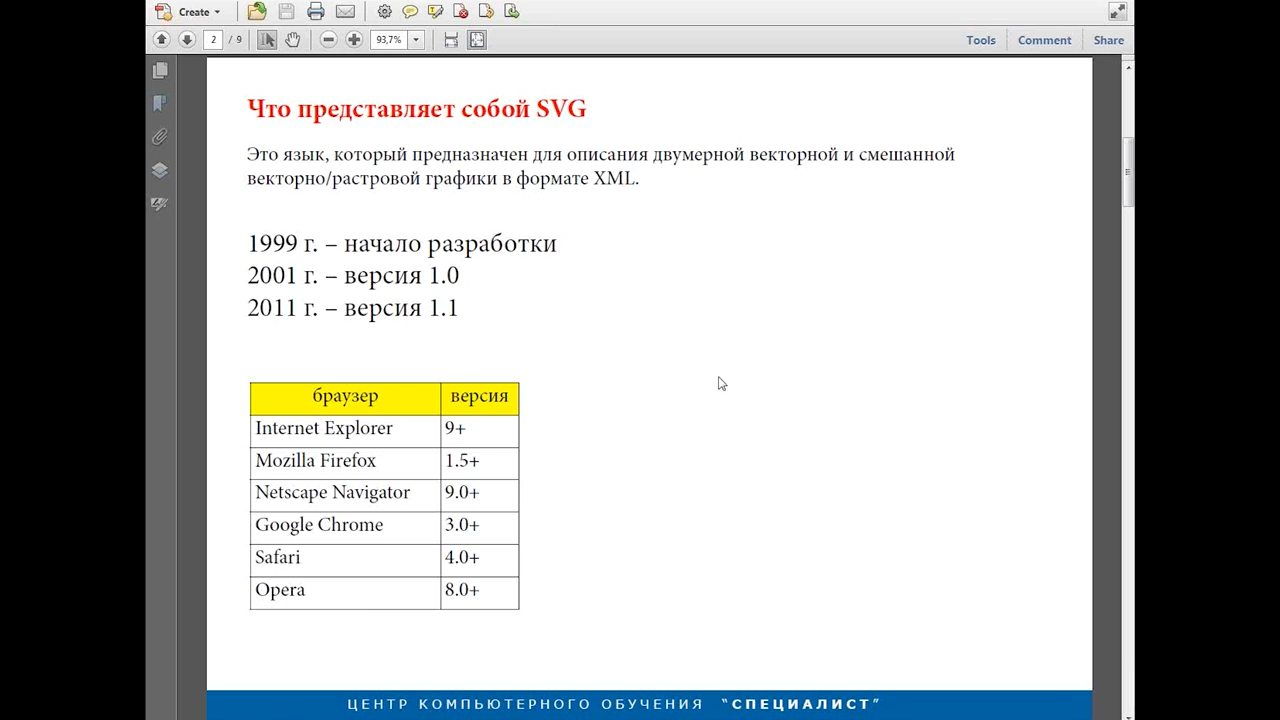 Create
2 / 9
93,7%
Tools Comment Share
Что представляет собой SVG
Это язык, который предназначен для описания двумерной векторной и смешанной
векторно/растровой графики в формате XML.
1999 г. – начало разработки
2001 г. – версия 1.0
2011 г. – версия 1.1
браузер версия
Internet Explorer 9+
Mozilla Firefox 1.5+
Netscape Navigator 9.0+
Google Chrome 3.0+
Safari 4.0+
Opera 8.0+
ЦЕНТР КОМПЬЮТЕРНОГО ОБУЧЕНИЯ “СПЕЦИАЛИСТ”